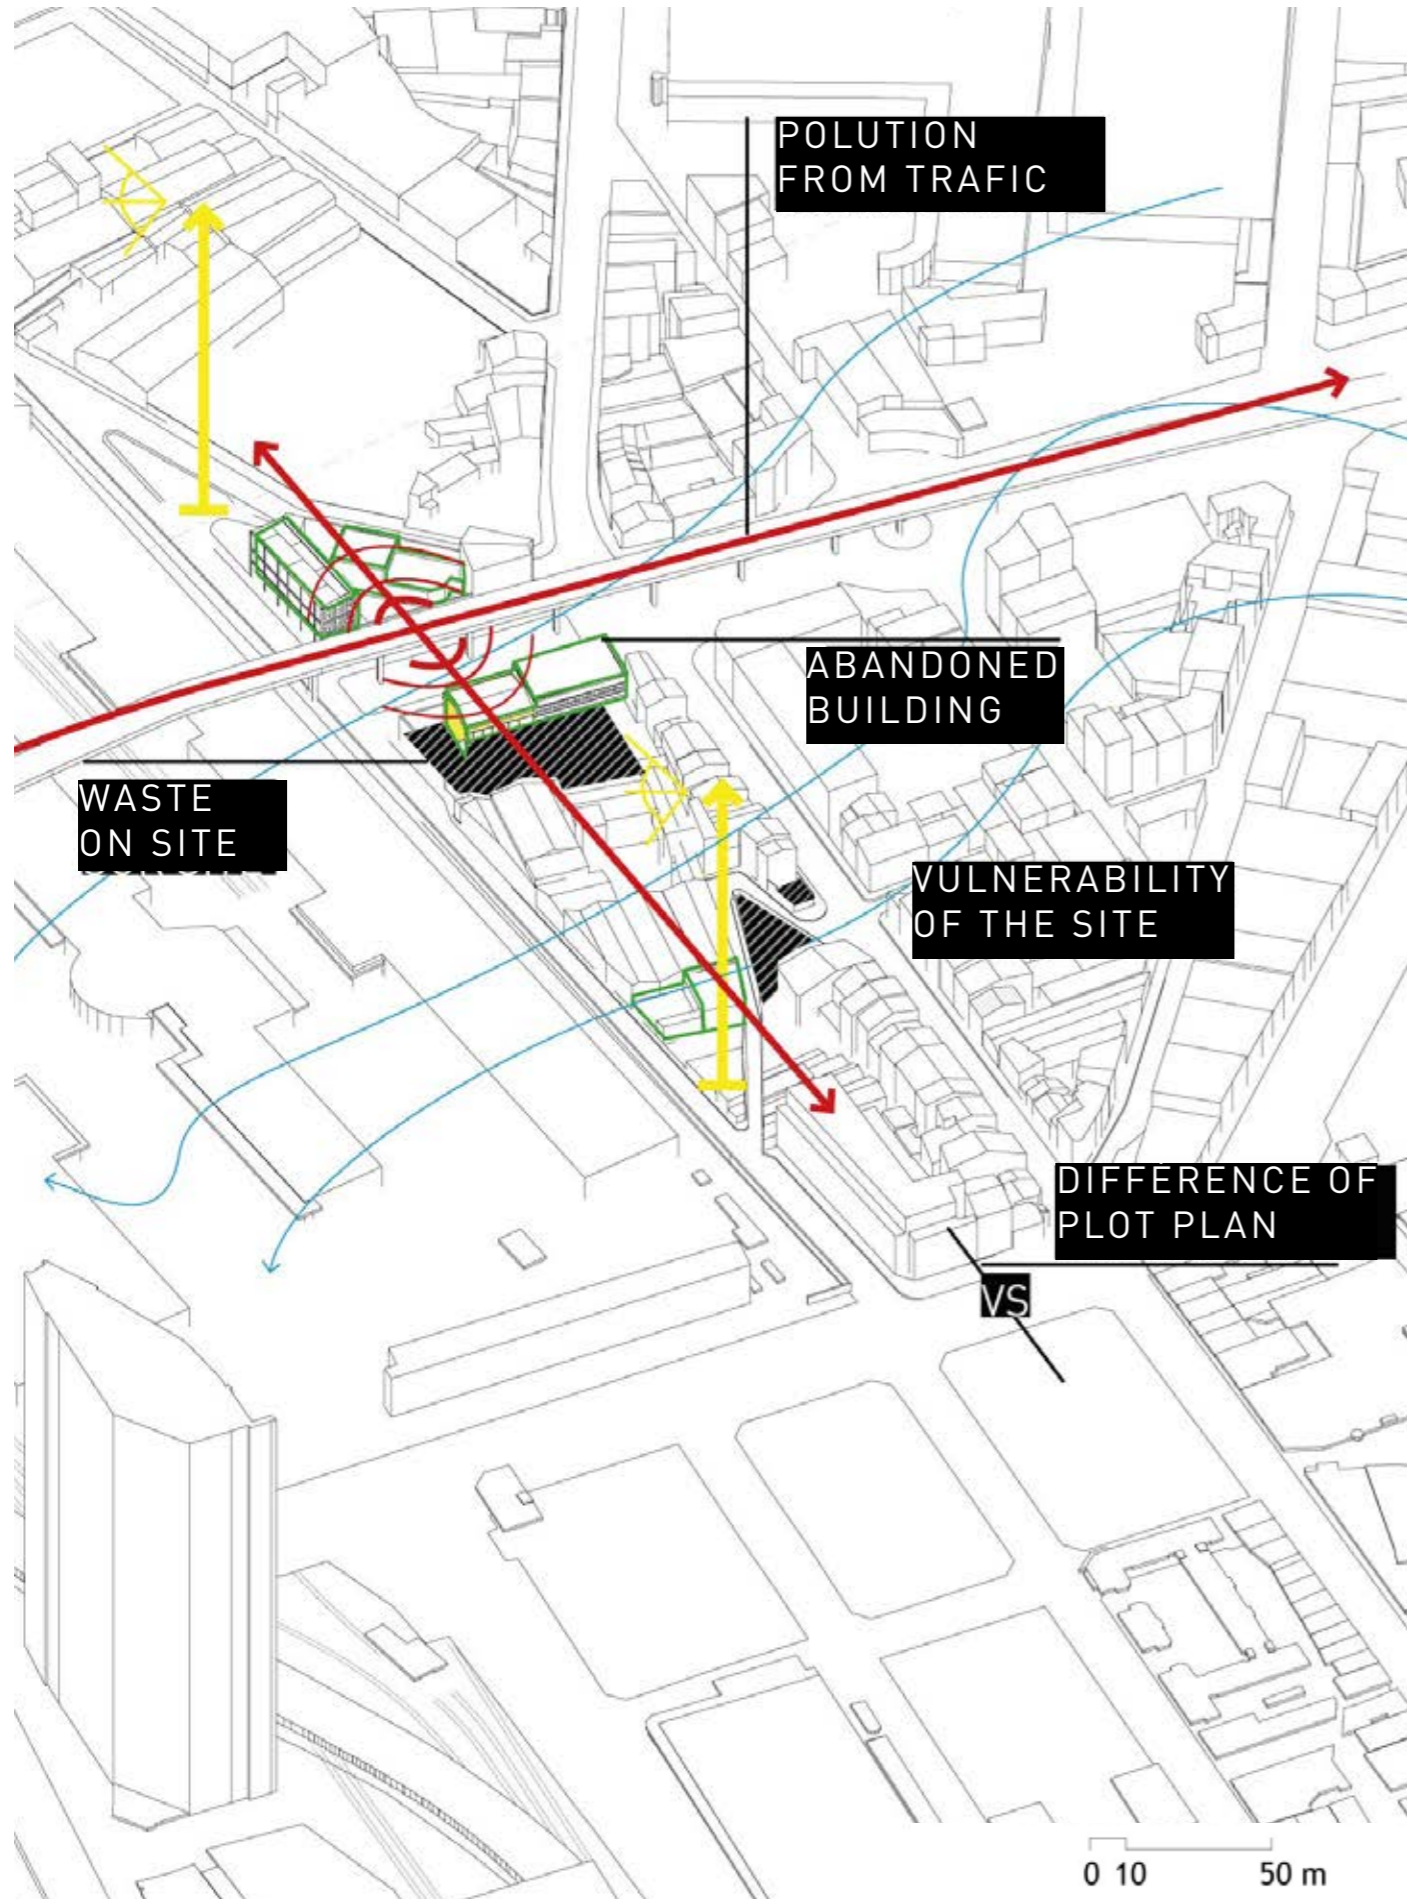 POLUTION
FROM TRAFIC
ABANDONED
BUILDING
WASTE
ON SITE
VULNERABILITY
OF THE SITE
DIFFERENCE OF
PLOT PLAN
VS
0 10 50 m